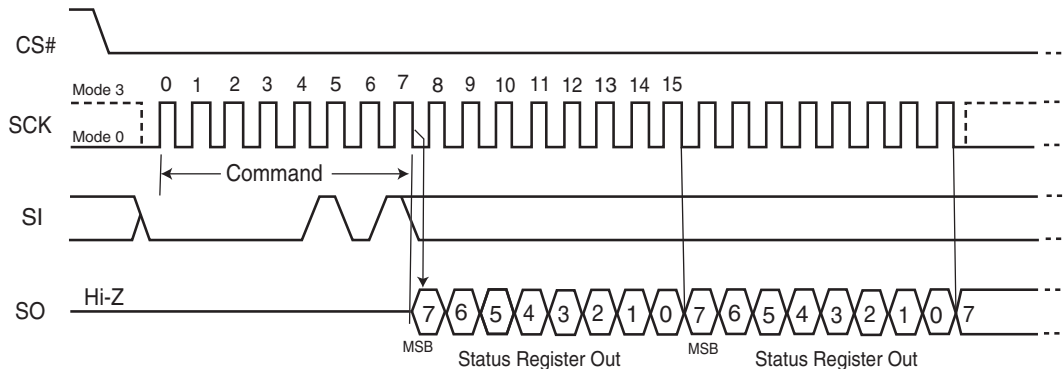 CS#
Mode 3
0 1 2 3 4 5 6 7 8 9 10 11 12 13 14 15
SCK
Mode 0
Command
SI
Hi-Z
SO
7 6 5 4 3 2 1 0 7 6 5 4 3 2 1 0 7
MSB
MSB
Status Register Out
Status Register Out